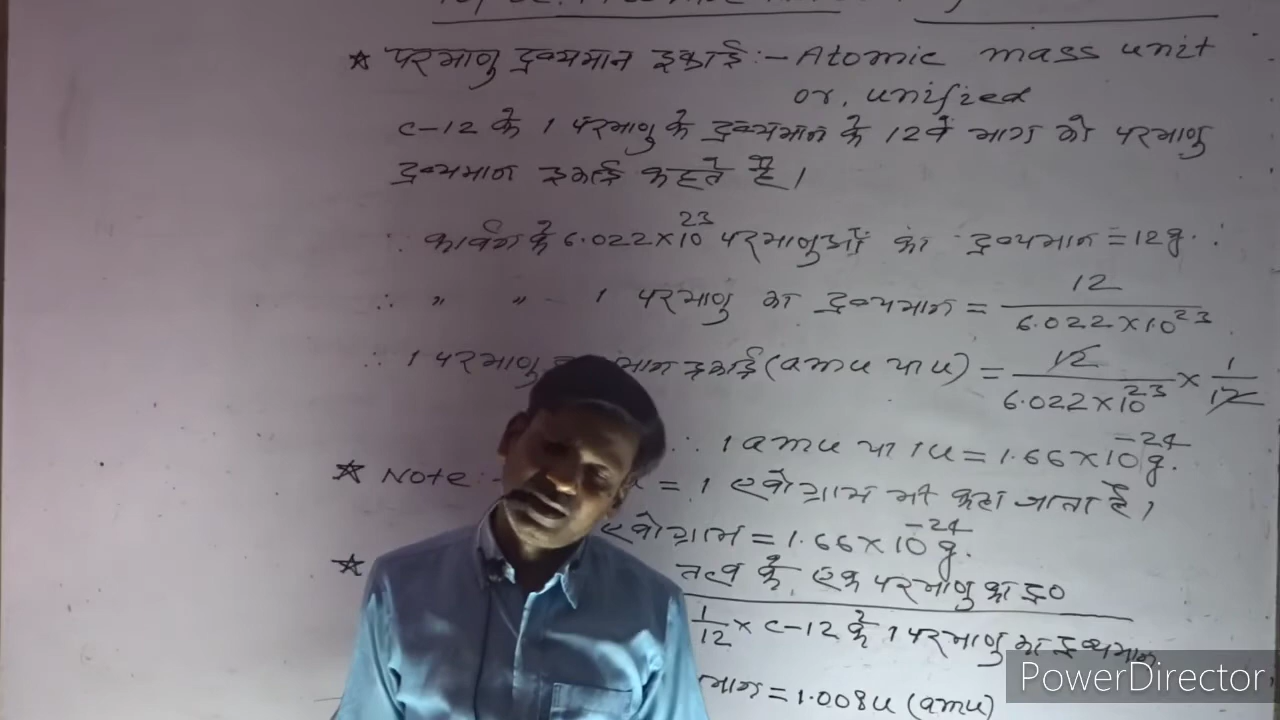 * परमाणु द्रव्यमान इकाई:- Atomic mass unit
or, unified
C-12 के 1 परमाणु के द्रव्यमान के 12वें भाग को परमाणु
द्रव्यमान इकाई कहते हैं।
∴ कार्बन के 6.022×10²³ परमाणुओं का द्रव्यमान = 12g.
∴ " " 1 परमाणु का द्रव्यमान = 12/6.022×10²³
∴ 1 परमाणु इकाई (amu या u) = 12/6.022×10²³ × 1/12
∴ 1 amu या 1u = 1.66×10⁻²⁴g.
* Note:- = 1 एवोग्राम भी कहा जाता है।
एवोग्राम = 1.66×10⁻²⁴g.
* तत्व के एक परमाणु का द्र०
1/12 × C-12 के 1 परमाणु का द्रव्यमान
= 1.008u (amu)
PowerDirector